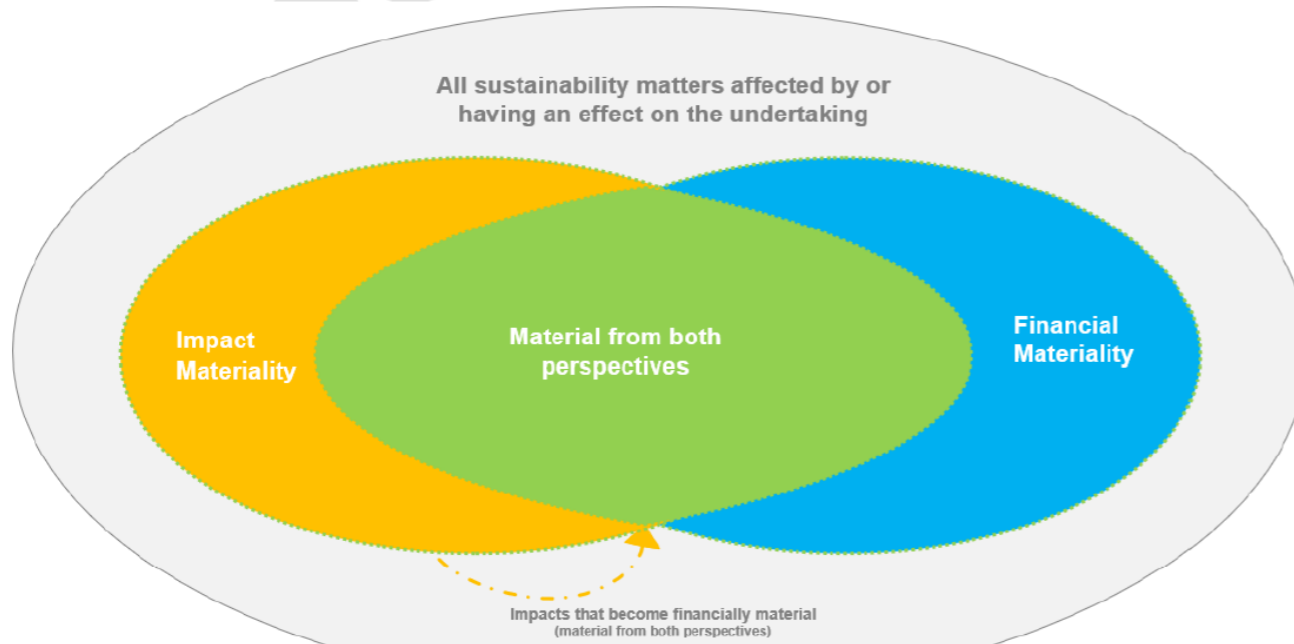 All sustainability matters affected by or
having an effect on the undertaking
Impact
Materiality
Material from both
perspectives
Financial
Materiality
Impacts that become financially material
(material from both perspectives)